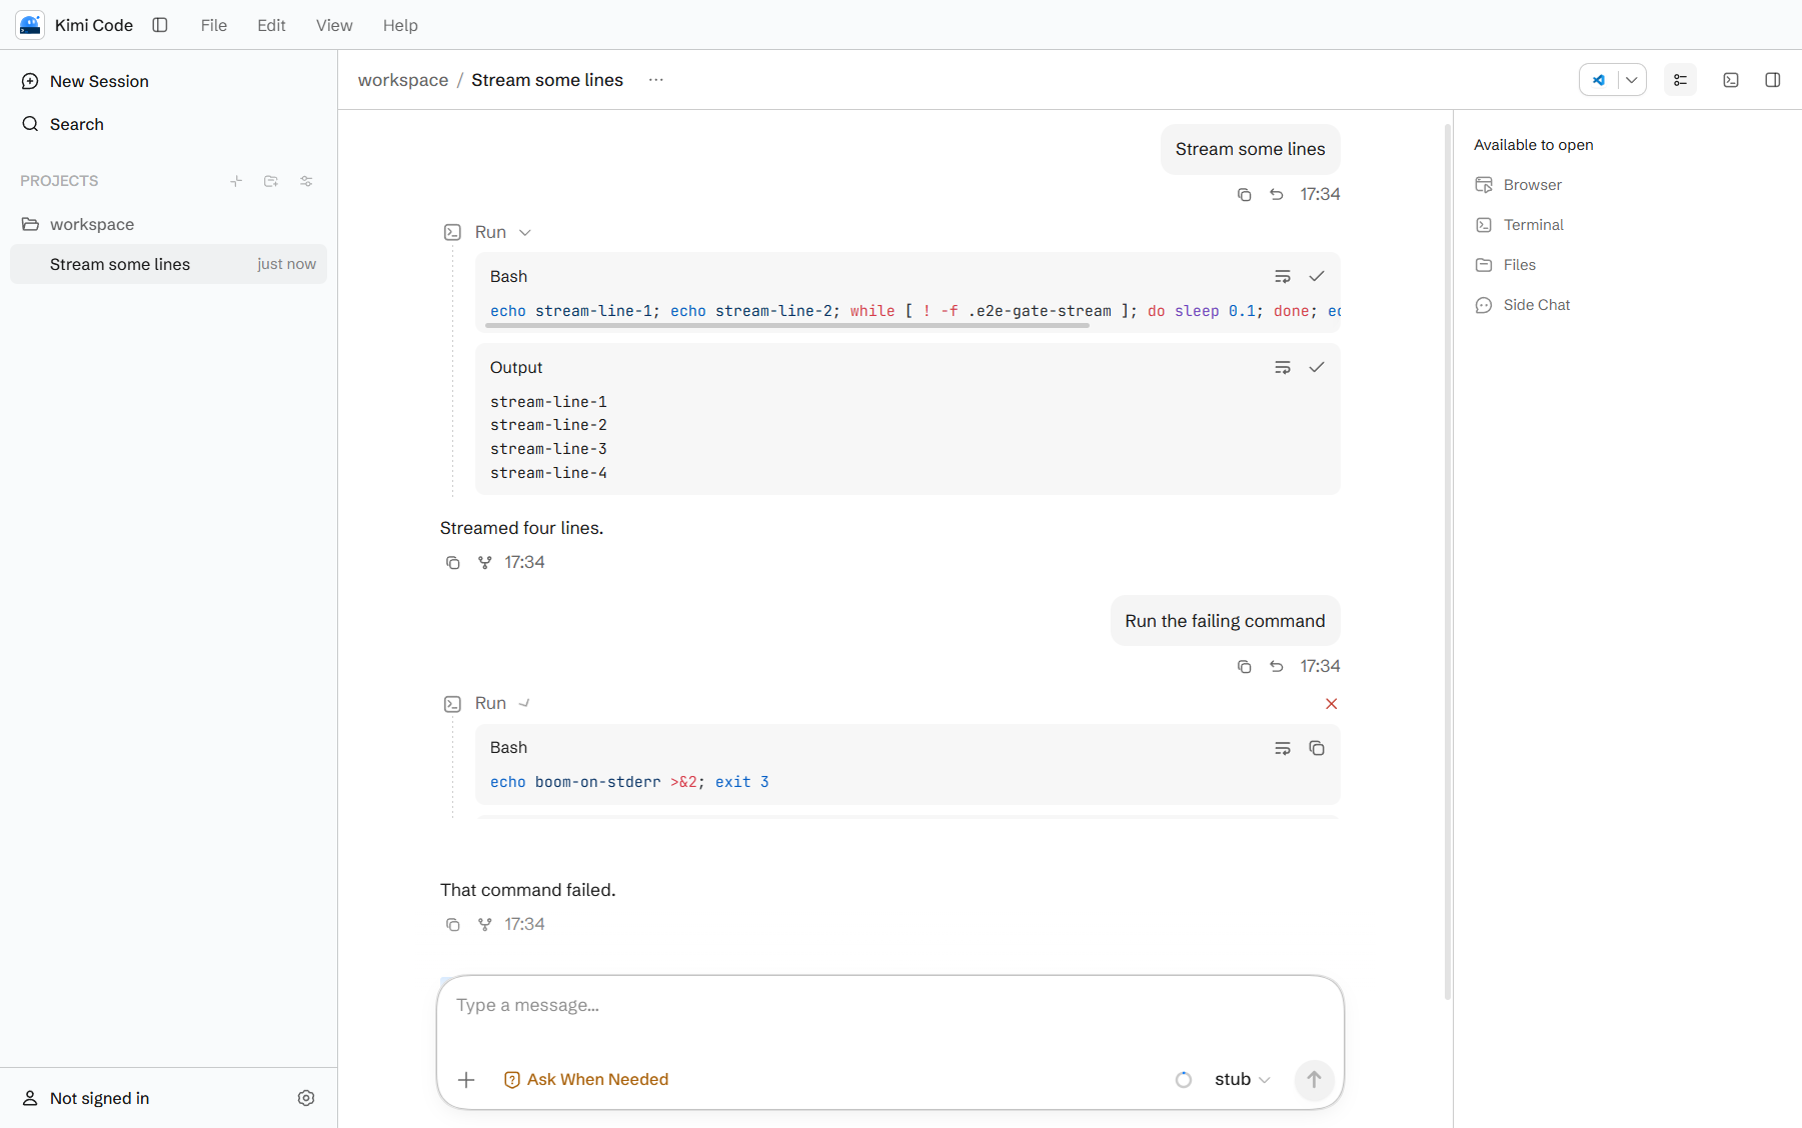 Kimi Code File Edit View Help
New Session
Search
PROJECTS
workspace
Stream some lines just now
Not signed in
workspace / Stream some lines ...
Stream some lines
17:34
Run
Bash
echo stream-line-1; echo stream-line-2; while [ ! -f .e2e-gate-stream ]; do sleep 0.1; done; ec
Output
stream-line-1
stream-line-2
stream-line-3
stream-line-4
Streamed four lines.
17:34
Run the failing command
17:34
Run
Bash
echo boom-on-stderr >&2; exit 3
That command failed.
17:34
Type a message...
Ask When Needed
stub
Available to open
Browser
Terminal
Files
Side Chat